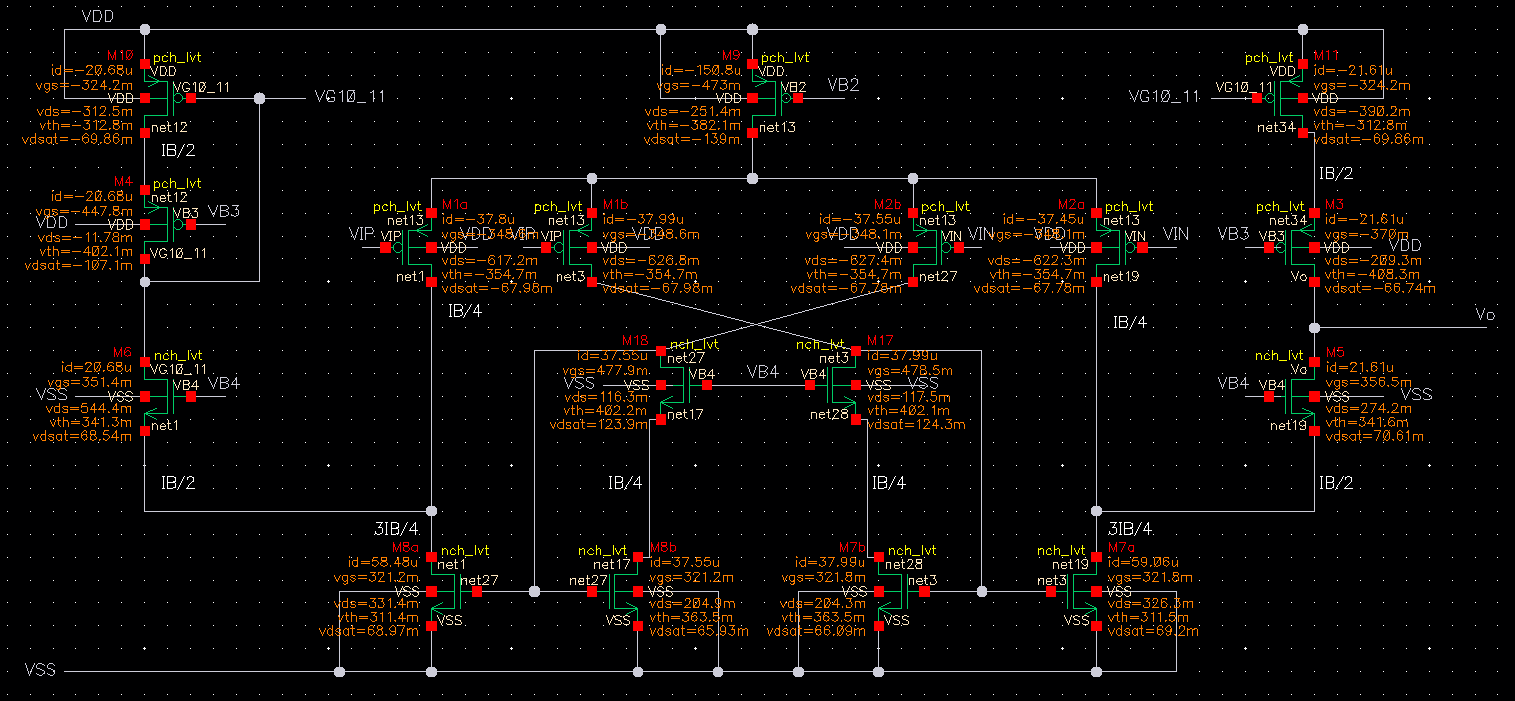 VDD
M10 pch_lvt
id=-20.68u VDD
vgs=-324.2m VG10_11
VDD
vds=-312.5m
vth=-312.8m net12
vdsat=-69.86m
VG10_11
IB/2
M9 pch_lvt
id=-150.8u VDD
vgs=-473m VB2
VDD
vds=-251.4m
vth=-382.1m net13
vdsat=-139m
VB2
M11 pch_lvt
id=-21.61u VDD
vgs=-324.2m VG10_11
VDD
vds=-390.2m
vth=-312.8m net34
vdsat=-69.86m
VG10_11
IB/2
M4 pch_lvt
id=-20.68u net12
vgs=-447.8m VB3
VDD
vds=-11.78m
vth=-402.1m VG10_11
vdsat=-107.1m
VB3
M1a pch_lvt
id=-37.8u net13
VIP VIP
VDD
vds=-617.2m
vth=-354.7m net1
vdsat=-67.98m
IB/4
M1b pch_lvt
id=-37.99u net13
VIP
VDD
vds=-626.8m
vth=-354.7m net3
vdsat=-67.98m
M2b pch_lvt
id=-37.55u net13
VIN VIN
VDD
vds=-627.4m
vth=-354.7m net27
vdsat=-67.78m
M2a pch_lvt
id=-37.45u net13
VIN VIN
VDD
vds=-622.3m
vth=-354.7m net19
vdsat=-67.78m
IB/4
M3 pch_lvt
id=-21.61u net34
vgs=-370m VB3
VB3 VDD
vds=-209.3m
vth=-408.3m Vo
vdsat=-66.74m
Vo
M6 nch_lvt
id=20.68u VG10_11
vgs=351.4m VB4
VSS VSS
vds=544.4m
vth=341.3m net1
vdsat=68.54m
VB4
IB/2
M18 nch_lvt
id=37.55u net27
vgs=477.9m
VSS VSS
vds=116.3m
vth=402.2m net17
vdsat=123.9m
VB4
M17 nch_lvt
id=37.99u net3
vgs=478.5m VB4
VSS VSS
vds=117.5m
vth=402.1m net28
vdsat=124.3m
IB/4
IB/4
M5 nch_lvt
id=21.61u Vo
vgs=356.5m VB4
VB4 VSS VSS
vds=274.2m
vth=341.6m net19
vdsat=70.61m
IB/2
3IB/4
M8a nch_lvt
id=58.48u net1
vgs=321.2m net27
VSS
vds=331.4m
vth=311.4m VSS
vdsat=68.97m
M8b nch_lvt
id=37.55u net17
vgs=321.2m net27
VSS
vds=204.9m
vth=363.5m VSS
vdsat=65.93m
M7b nch_lvt
id=37.99u net28
vgs=321.8m net3
VSS
vds=204.3m
vth=363.5m VSS
vdsat=66.09m
3IB/4
M7a nch_lvt
id=59.06u net19
vgs=321.8m net3
VSS
vds=326.3m
vth=311.5m VSS
vdsat=69.2m
VSS